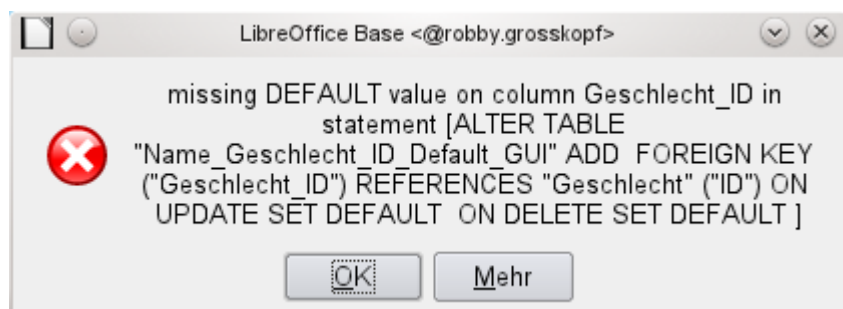 LibreOffice Base <@robby.grosskopf>
missing DEFAULT value on column Geschlecht_ID in
statement [ALTER TABLE
"Name_Geschlecht_ID_Default_GUI" ADD  FOREIGN KEY
("Geschlecht_ID") REFERENCES "Geschlecht" ("ID") ON
UPDATE SET DEFAULT  ON DELETE SET DEFAULT ]
OK Mehr